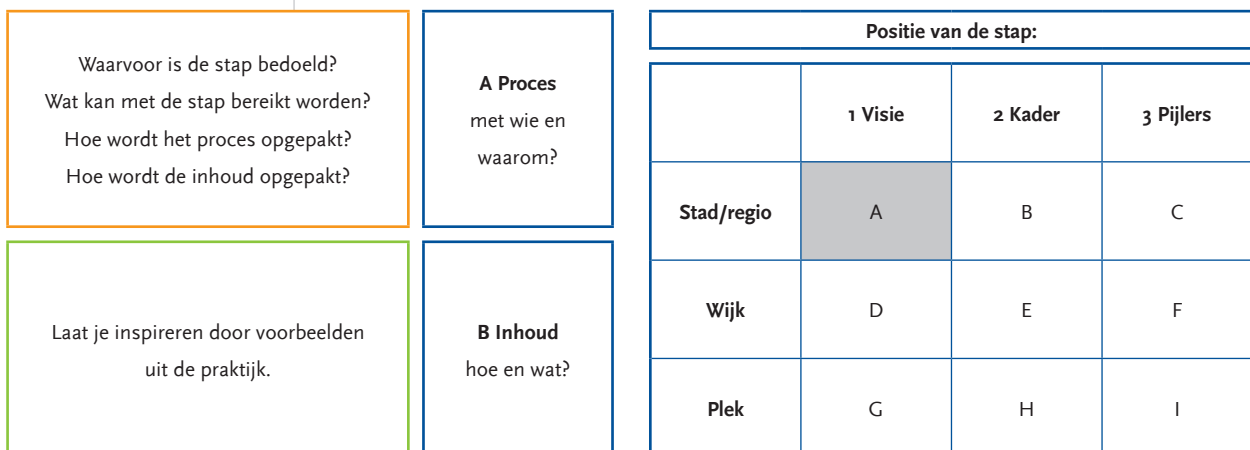 Waarvoor is de stap bedoeld?
Wat kan met de stap bereikt worden?
Hoe wordt het proces opgepakt?
Hoe wordt de inhoud opgepakt?
A Proces
met wie en
waarom?
Laat je inspireren door voorbeelden
uit de praktijk.
B Inhoud
hoe en wat?
Positie van de stap:
1 Visie 2 Kader 3 Pijlers
Stad/regio A B C
Wijk D E F
Plek G H I